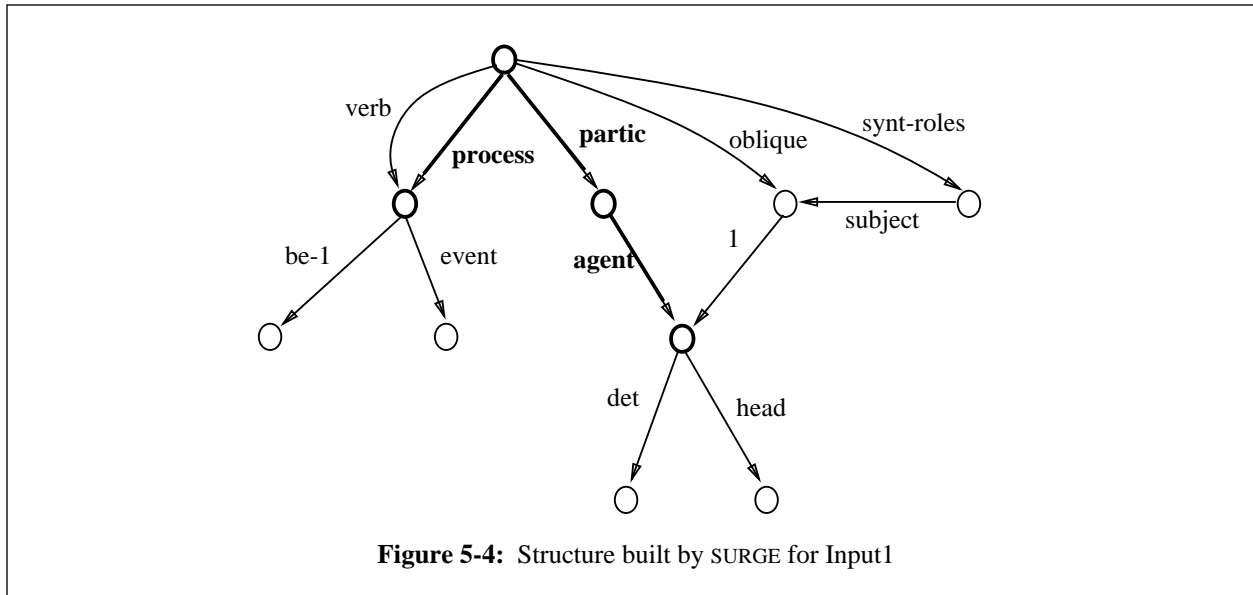 verb
process
partic
oblique
synt-roles
subject
be-1
event
agent
1
det
head
Figure 5-4: Structure built by SURGE for Input1